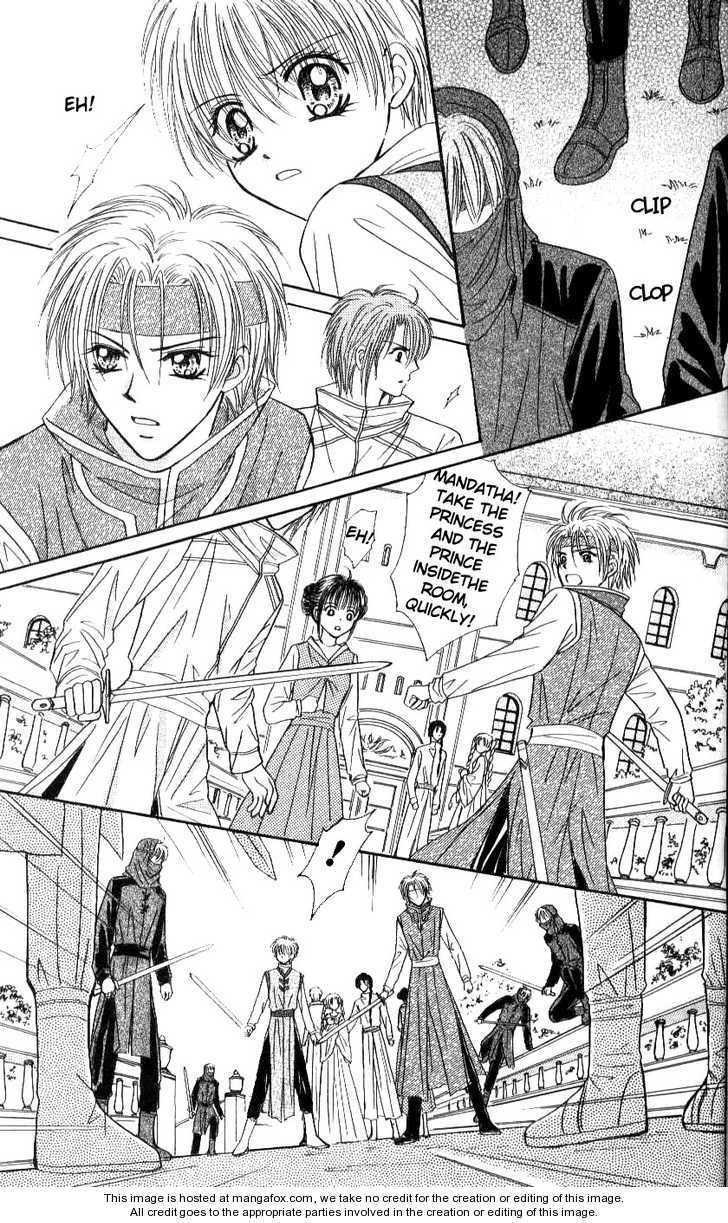 EH!
CLIP
CLOP
MANDATHA!
TAKE THE
PRINCESS
AND THE
PRINCE
INSIDETHE
ROOM,
QUICKLY!
EH!
!
This image is hosted at mangafox.com, we take no credit for the creation or editing of this image.
All credit goes to the appropriate parties involved in the creation or editing of this image.